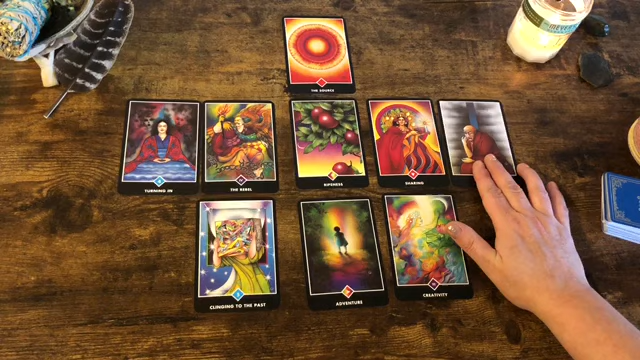 THE SOURCE
TURNING IN
THE REBEL
RIPENESS
SHARING
CLINGING TO THE PAST
ADVENTURE
CREATIVITY